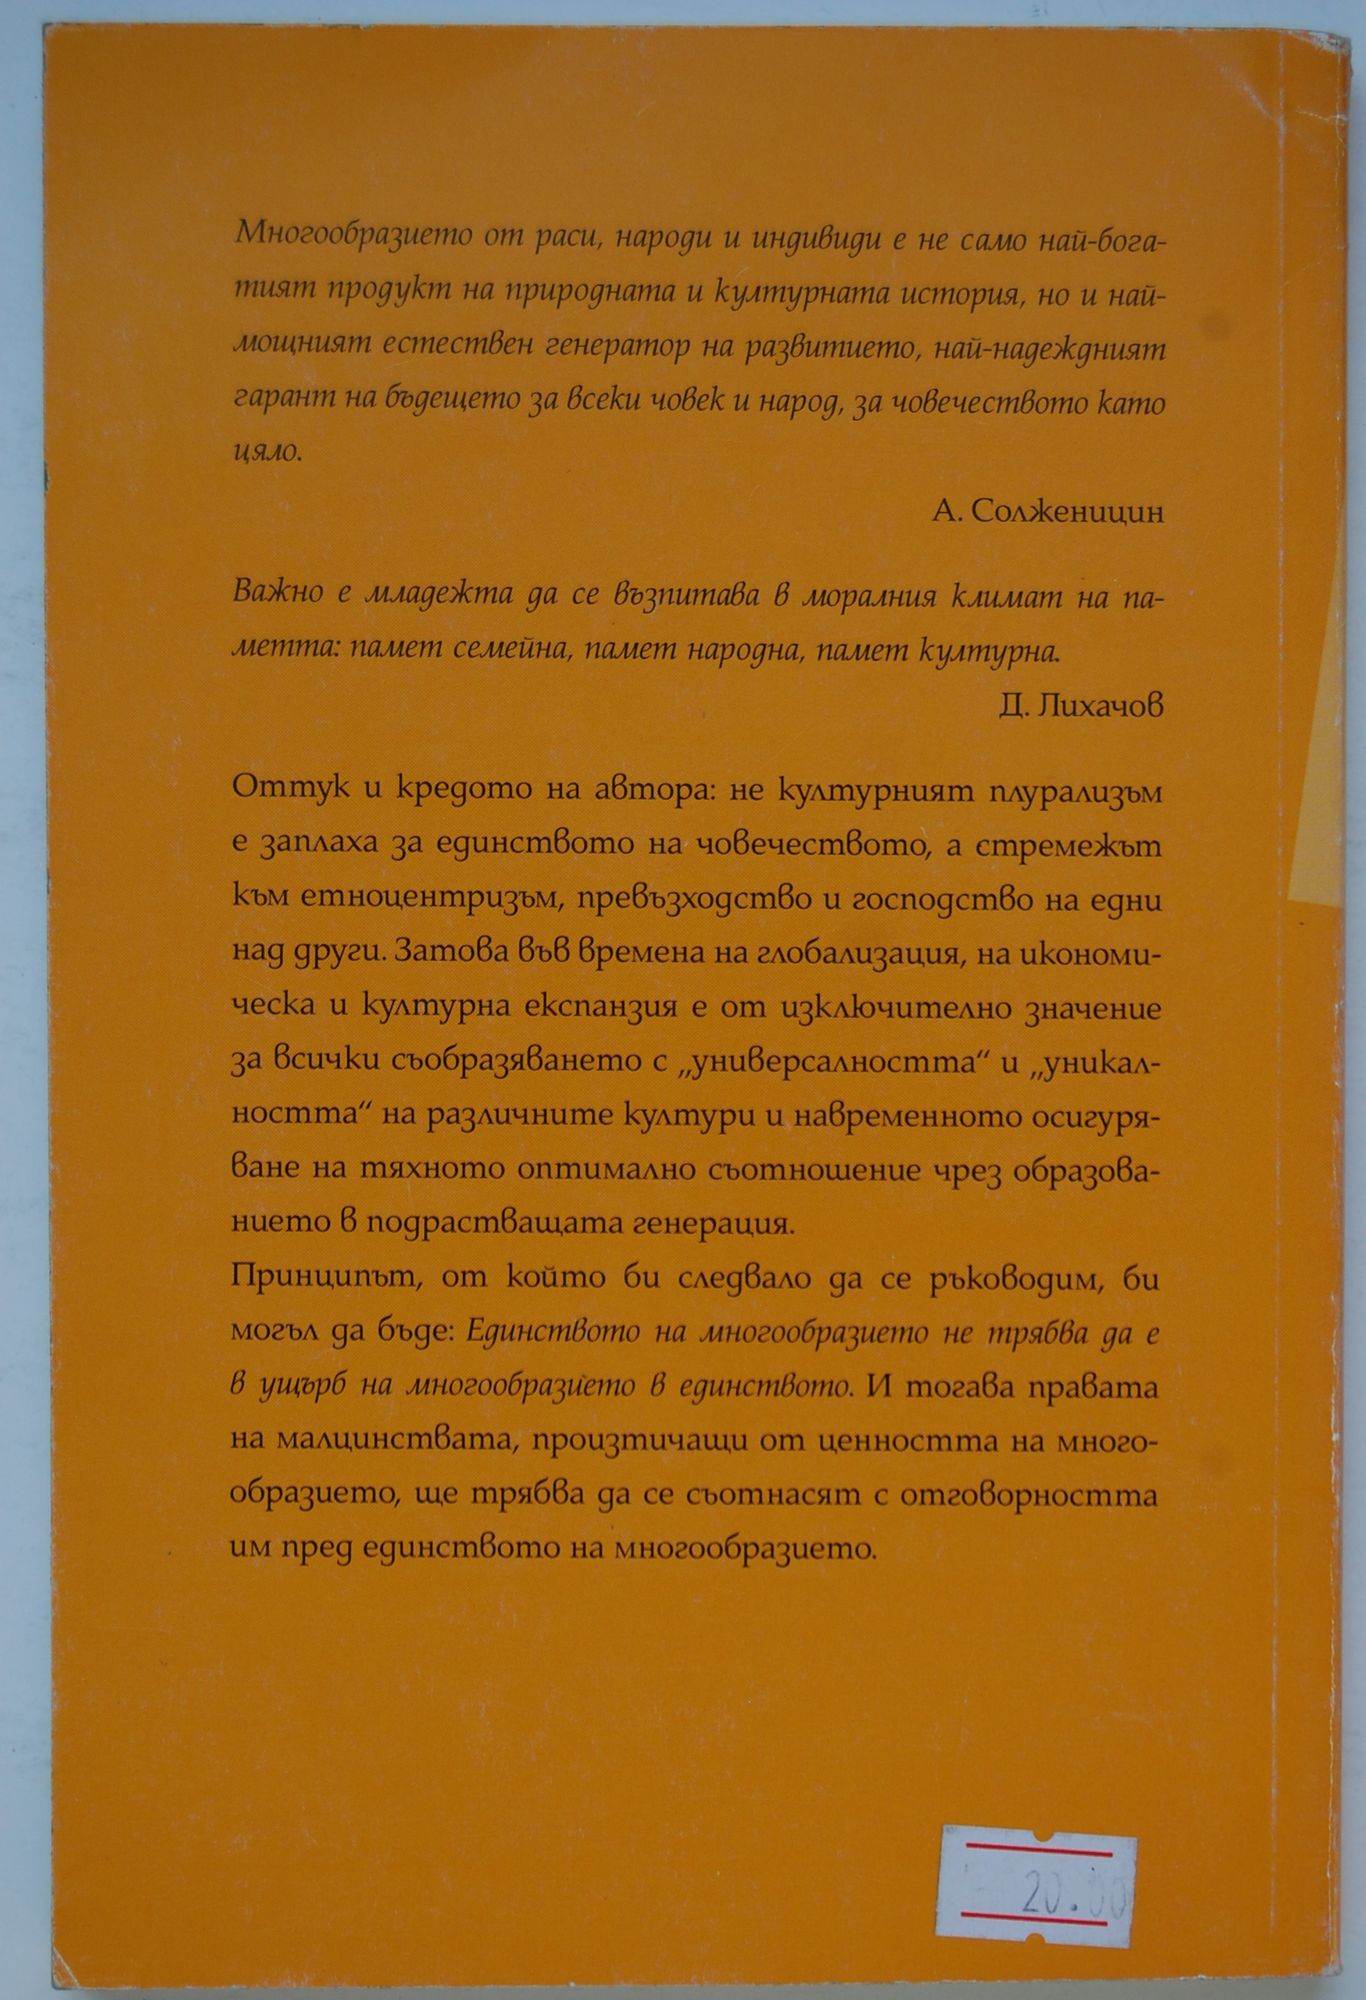 Многообразието от раси, народи и индивиди е не само най-бога-
тият продукт на природната и културната история, но и най-
мощният естествен генератор на развитието, най-надеждният
гарант на бъдещето за всеки човек и народ, за човечеството като
цяло.
А. Солженицин
Важно е младежта да се възпитава в моралния климат на па-
метта: памет семейна, памет народна, памет културна.
Д. Лихачов
Оттук и кредото на автора: не културният плурализъм
е заплаха за единството на човечеството, а стремежът
към етноцентризъм, превъзходство и господство на едни
над други. Затова във времена на глобализация, на икономи-
ческа и културна експанзия е от изключително значение
за всички съобразяването с „универсалността“ и „уникал-
ността“ на различните култури и навременното осигуря-
ване на тяхното оптимално съотношение чрез образова-
нието в подрастващата генерация.
Принципът, от който би следвало да се ръководим, би
могъл да бъде: Единството на многообразието не трябва да е
в ущърб на многообразието в единството. И тогава правата
на малцинствата, произтичащи от ценността на много-
образието, ще трябва да се съотнасят с отговорността
им пред единството на многообразието.
20.00